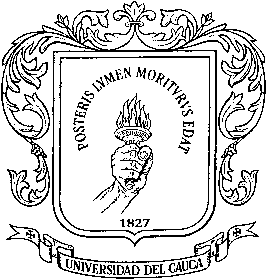 POSTERIS LVMEN MORITVRVS EDAT
1827
UNIVERSIDAD DEL CAUCA